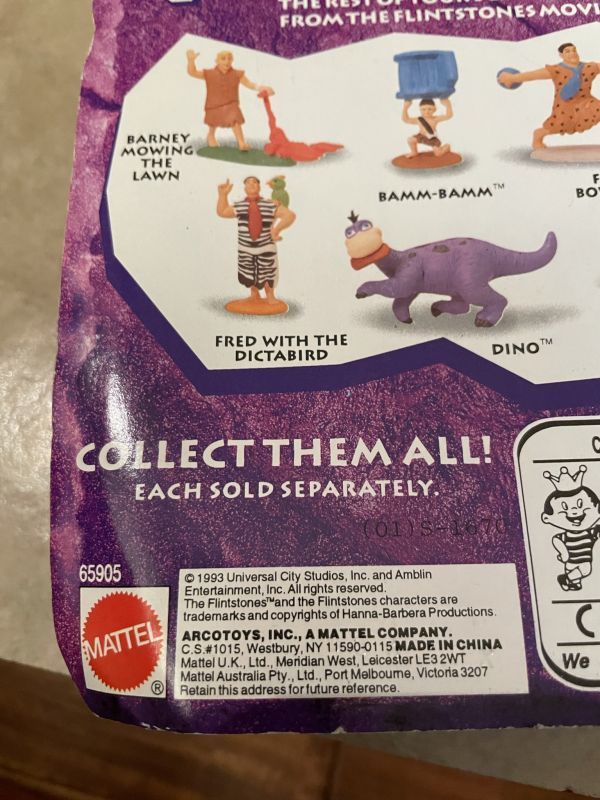 FROM THE FLINTSTONES
BARNEY
MOWING
THE
LAWN
BAMM-BAMM™
FRED WITH THE
DICTABIRD
DINO™
COLLECT THEM ALL!
EACH SOLD SEPARATELY.
(01)S-1670
65905
MATTEL
®
© 1993 Universal City Studios, Inc. and Amblin
Entertainment, Inc. All rights reserved.
The Flintstones™and the Flintstones characters are
trademarks and copyrights of Hanna-Barbera Productions.
ARCOTOYS, INC., A MATTEL COMPANY.
C.S.#1015, Westbury, NY 11590-0115 MADE IN CHINA
Mattel U.K., Ltd., Meridian West, Leicester LE3 2WT
Mattel Australia Pty., Ltd., Port Melbourne, Victoria 3207
Retain this address for future reference.
We